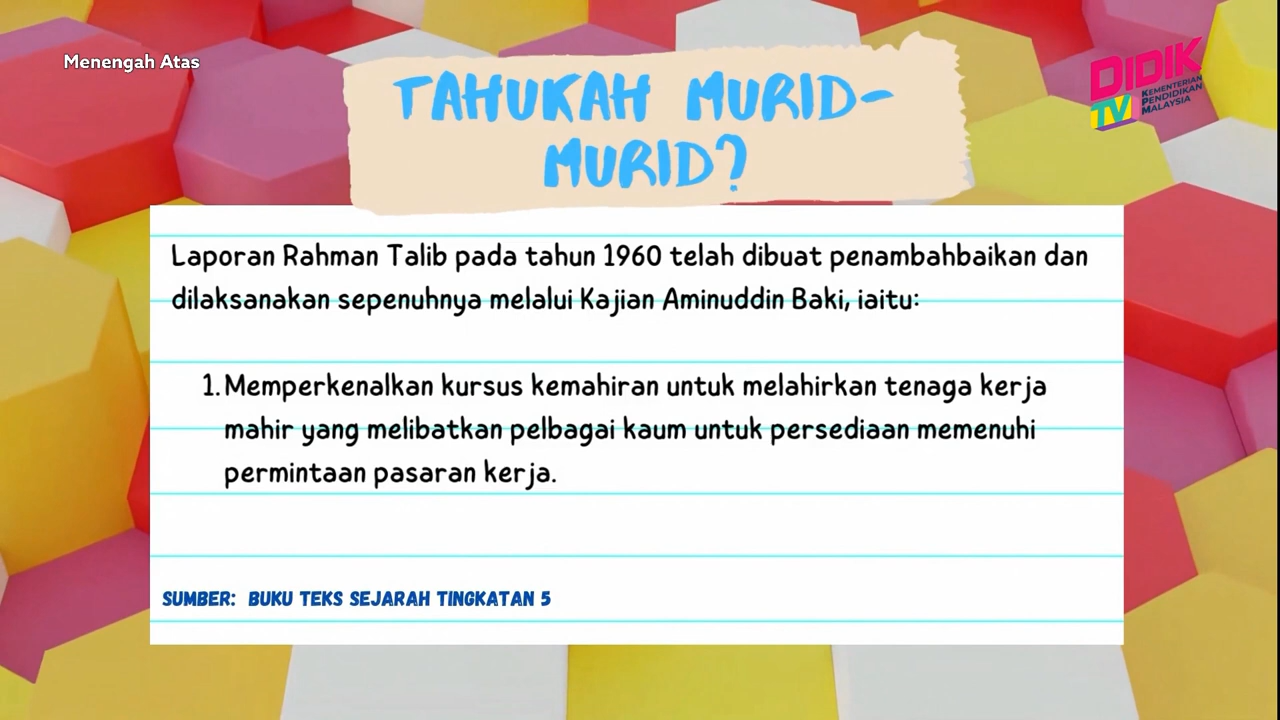 Menengah Atas
DIDIK
TV
KEMENTERIAN
PENDIDIKAN
MALAYSIA
TAHUKAH MURID-
MURID?
Laporan Rahman Talib pada tahun 1960 telah dibuat penambahbaikan dan
dilaksanakan sepenuhnya melalui Kajian Aminuddin Baki, iaitu:
1. Memperkenalkan kursus kemahiran untuk melahirkan tenaga kerja
mahir yang melibatkan pelbagai kaum untuk persediaan memenuhi
permintaan pasaran kerja.
SUMBER: BUKU TEKS SEJARAH TINGKATAN 5